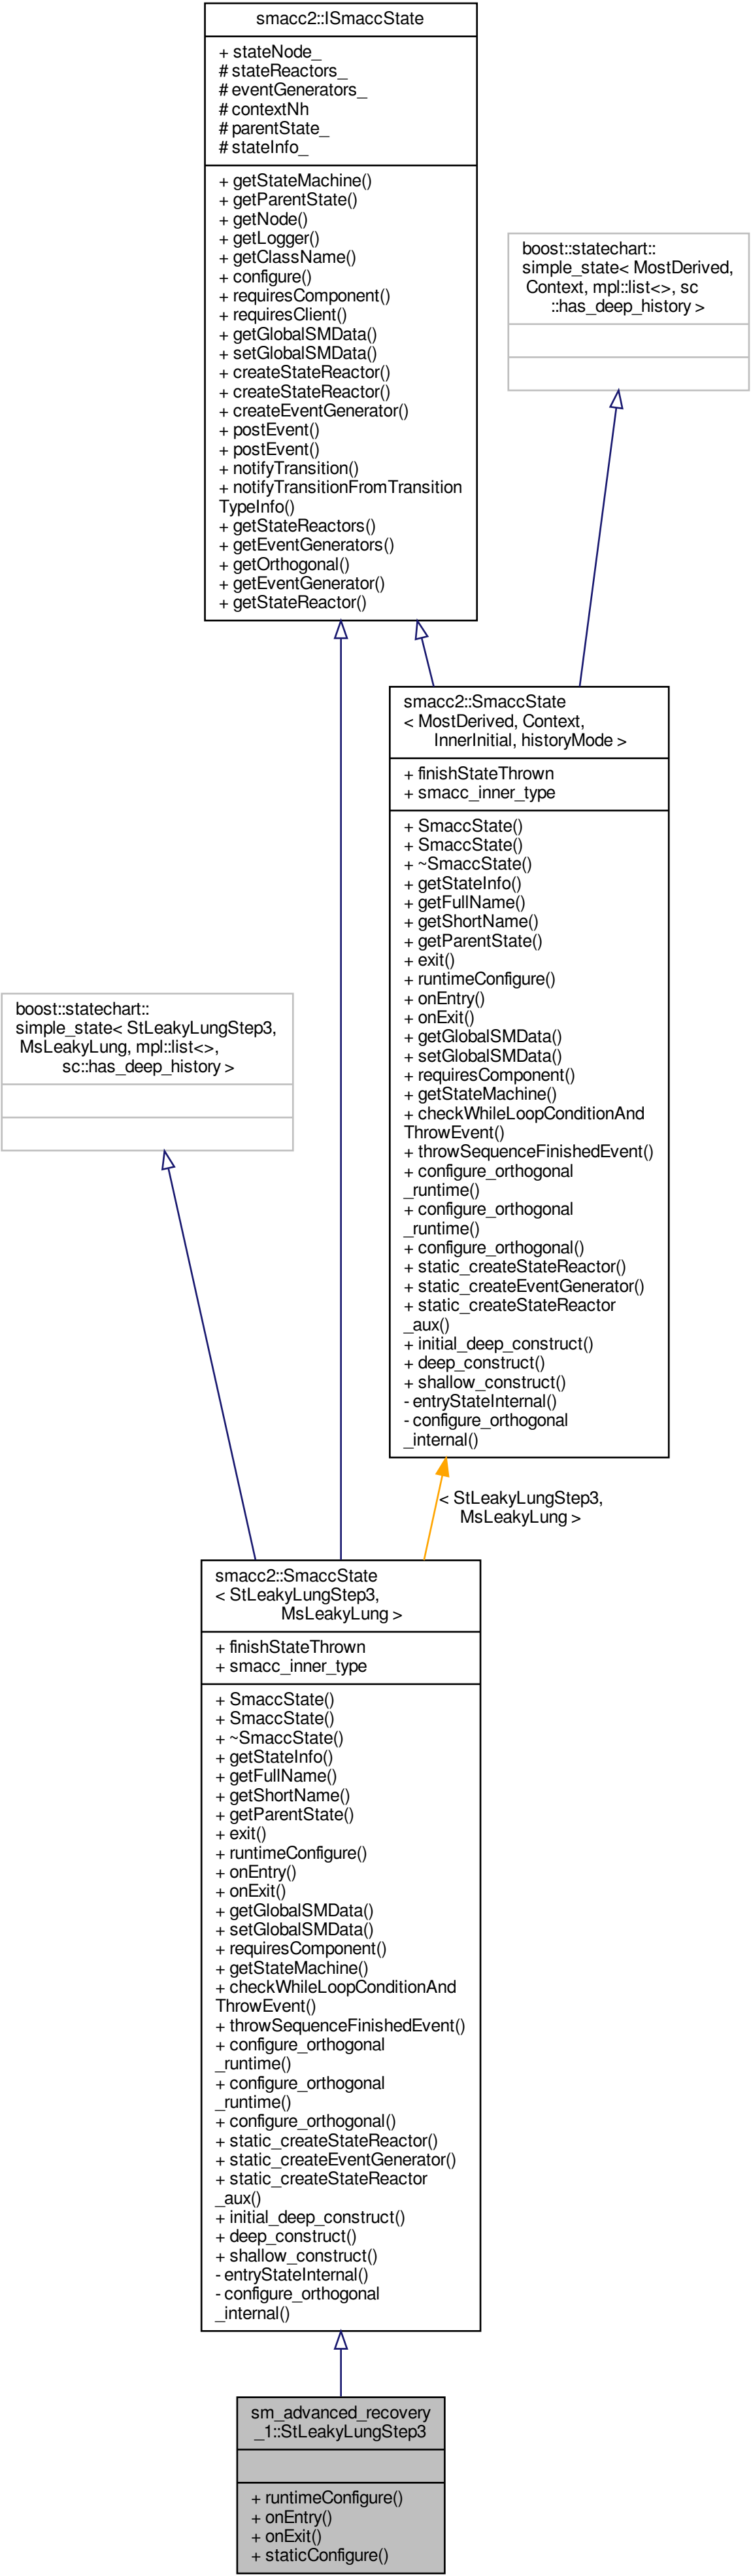 smacc2::ISmaccState
+ stateNode_
# stateReactors_
# eventGenerators_
# contextNh
# parentState_
# stateInfo_
+ getStateMachine()
+ getParentState()
+ getNode()
+ getLogger()
+ getClassName()
+ configure()
+ requiresComponent()
+ requiresClient()
+ getGlobalSMData()
+ setGlobalSMData()
+ createStateReactor()
+ createStateReactor()
+ createEventGenerator()
+ postEvent()
+ postEvent()
+ notifyTransition()
+ notifyTransitionFromTransition
TypeInfo()
+ getStateReactors()
+ getEventGenerators()
+ getOrthogonal()
+ getEventGenerator()
+ getStateReactor()
boost::statechart::
simple_state< MostDerived,
Context, mpl::list<>, sc
::has_deep_history >
smacc2::SmaccState
< MostDerived, Context,
InnerInitial, historyMode >
+ finishStateThrown
+ smacc_inner_type
+ SmaccState()
+ SmaccState()
+ ~SmaccState()
+ getStateInfo()
+ getFullName()
+ getShortName()
+ getParentState()
+ exit()
+ runtimeConfigure()
+ onEntry()
+ onExit()
+ getGlobalSMData()
+ setGlobalSMData()
+ requiresComponent()
+ getStateMachine()
+ checkWhileLoopConditionAnd
ThrowEvent()
+ throwSequenceFinishedEvent()
+ configure_orthogonal
_runtime()
+ configure_orthogonal
_runtime()
+ configure_orthogonal()
+ static_createStateReactor()
+ static_createEventGenerator()
+ static_createStateReactor
_aux()
+ initial_deep_construct()
+ deep_construct()
+ shallow_construct()
- entryStateInternal()
- configure_orthogonal
_internal()
boost::statechart::
simple_state< StLeakyLungStep3,
MsLeakyLung, mpl::list<>,
sc::has_deep_history >
< StLeakyLungStep3,
MsLeakyLung >
smacc2::SmaccState
< StLeakyLungStep3,
MsLeakyLung >
+ finishStateThrown
+ smacc_inner_type
+ SmaccState()
+ SmaccState()
+ ~SmaccState()
+ getStateInfo()
+ getFullName()
+ getShortName()
+ getParentState()
+ exit()
+ runtimeConfigure()
+ onEntry()
+ onExit()
+ getGlobalSMData()
+ setGlobalSMData()
+ requiresComponent()
+ getStateMachine()
+ checkWhileLoopConditionAnd
ThrowEvent()
+ throwSequenceFinishedEvent()
+ configure_orthogonal
_runtime()
+ configure_orthogonal
_runtime()
+ configure_orthogonal()
+ static_createStateReactor()
+ static_createEventGenerator()
+ static_createStateReactor
_aux()
+ initial_deep_construct()
+ deep_construct()
+ shallow_construct()
- entryStateInternal()
- configure_orthogonal
_internal()
sm_advanced_recovery
_1::StLeakyLungStep3
+ runtimeConfigure()
+ onEntry()
+ onExit()
+ staticConfigure()